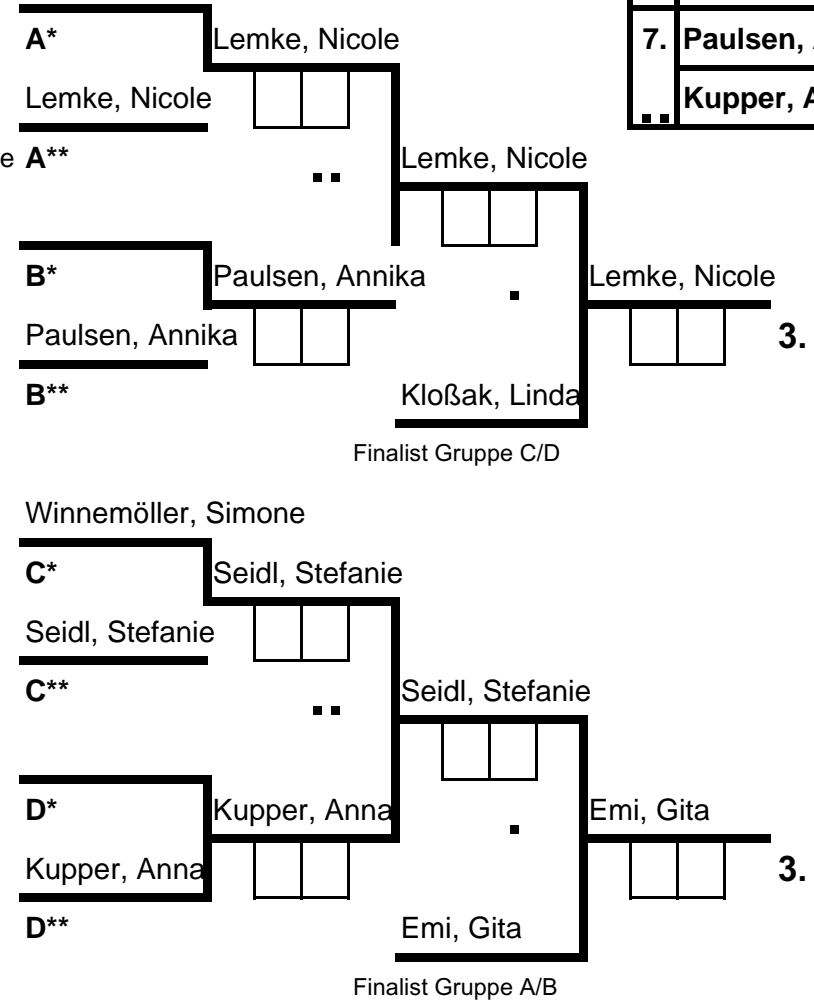 A* Lemke, Nicole 7. Paulsen,
Lemke, Nicole Kupper,
e A** Lemke, Nicole
B* Paulsen, Annika Lemke, Nicole
Paulsen, Annika 3.
B** Kloßak, Linda
Finalist Gruppe C/D
Winnemöller, Simone
C* Seidl, Stefanie
Seidl, Stefanie
C** Seidl, Stefanie
D* Kupper, Anna Emi, Gita
Kupper, Anna 3.
D** Emi, Gita
Finalist Gruppe A/B